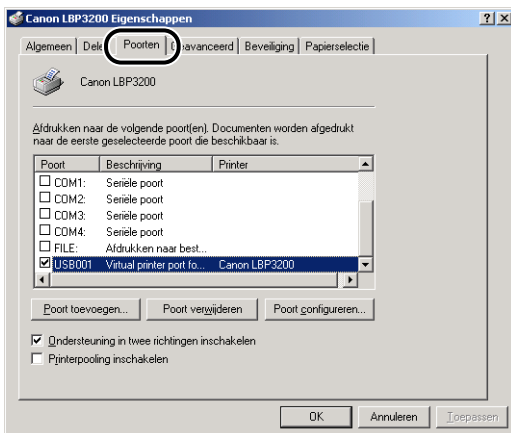 Canon LBP3200 Eigenschappen
Algemeen Dele Poorten avanceerd Beveiliging Papierselectie
Canon LBP3200
Afdrukken naar de volgende poort(en). Documenten worden afgedrukt
naar de eerste geselecteerde poort die beschikbaar is.
Poort Beschrijving Printer
COM1: Seriële poort
COM2: Seriële poort
COM3: Seriële poort
COM4: Seriële poort
FILE: Afdrukken naar best...
USB001 Virtual printer port fo... Canon LBP3200
Poort toevoegen... Poort verwijderen Poort configureren...
Ondersteuning in twee richtingen inschakelen
Printerpooling inschakelen
OK Annuleren Toepassen